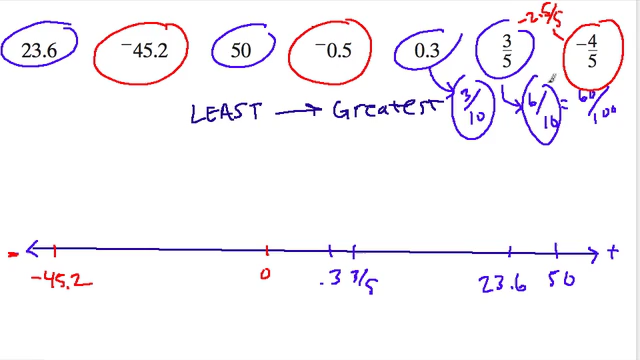 -2.5/5
23.6 ⁻45.2 50 ⁻0.5 0.3 3/5 ⁻4/5
LEAST → Greatest 3/10 6/10 = 60/100
- +
-45.2 0 .3 3/5 23.6 50